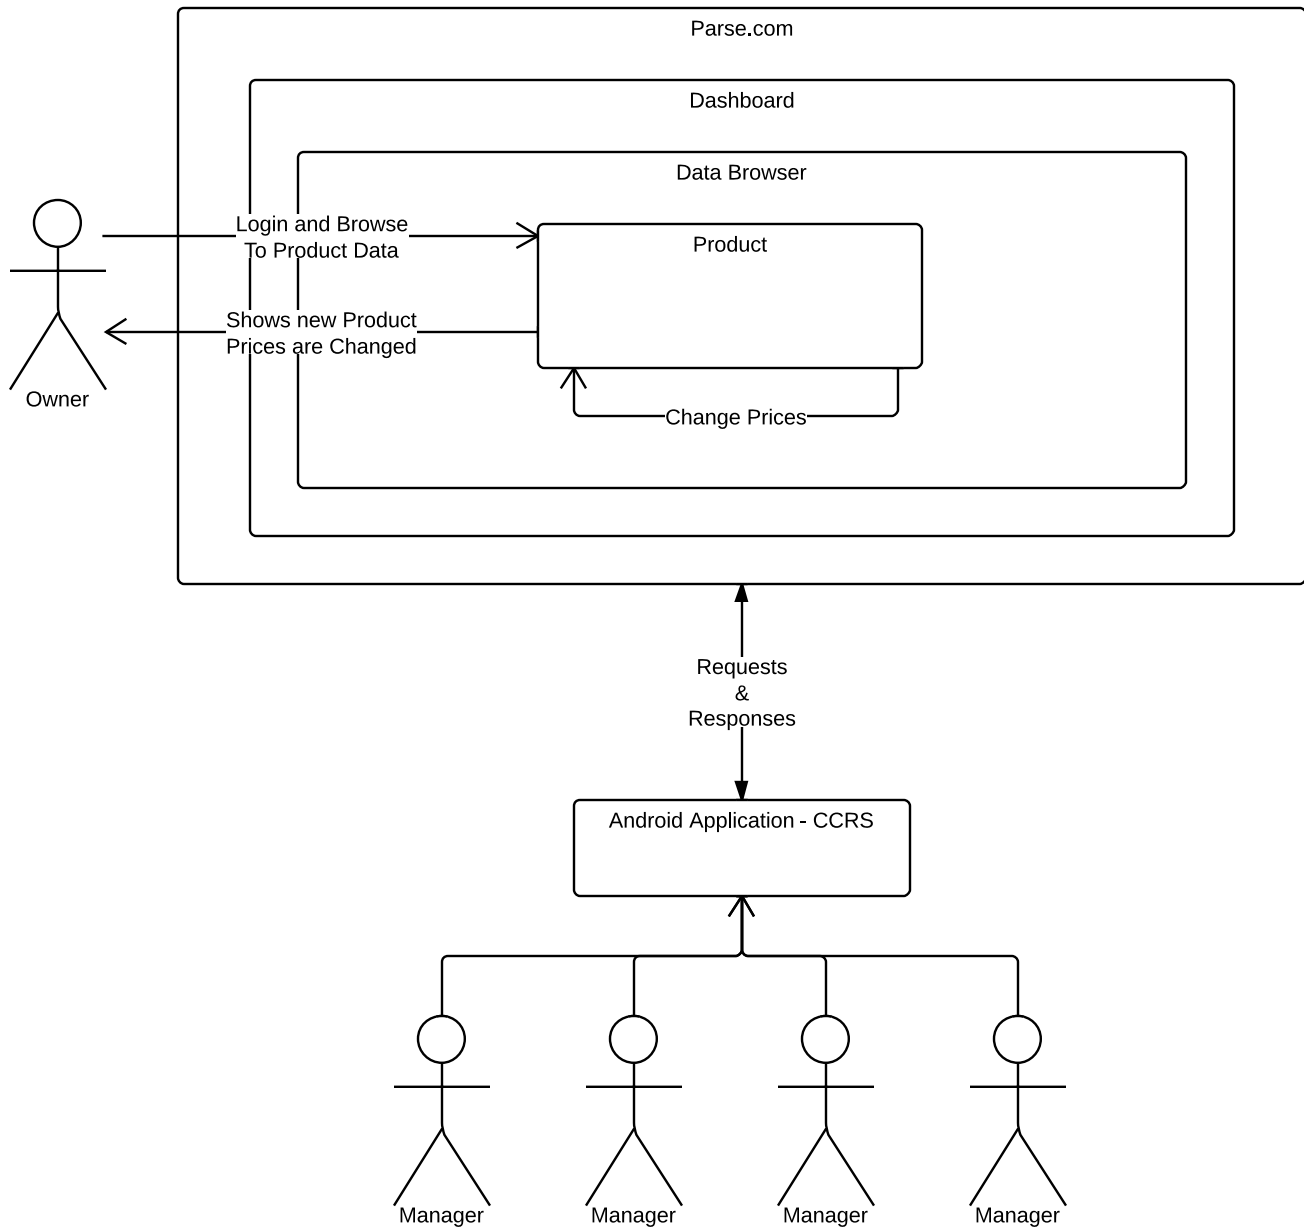 Parse.com
Dashboard
Data Browser
Login and Browse
To Product Data
Product
Shows new Product
Prices are Changed
Owner
Change Prices
Requests
&
Responses
Android Application - CCRS
Manager
Manager
Manager
Manager